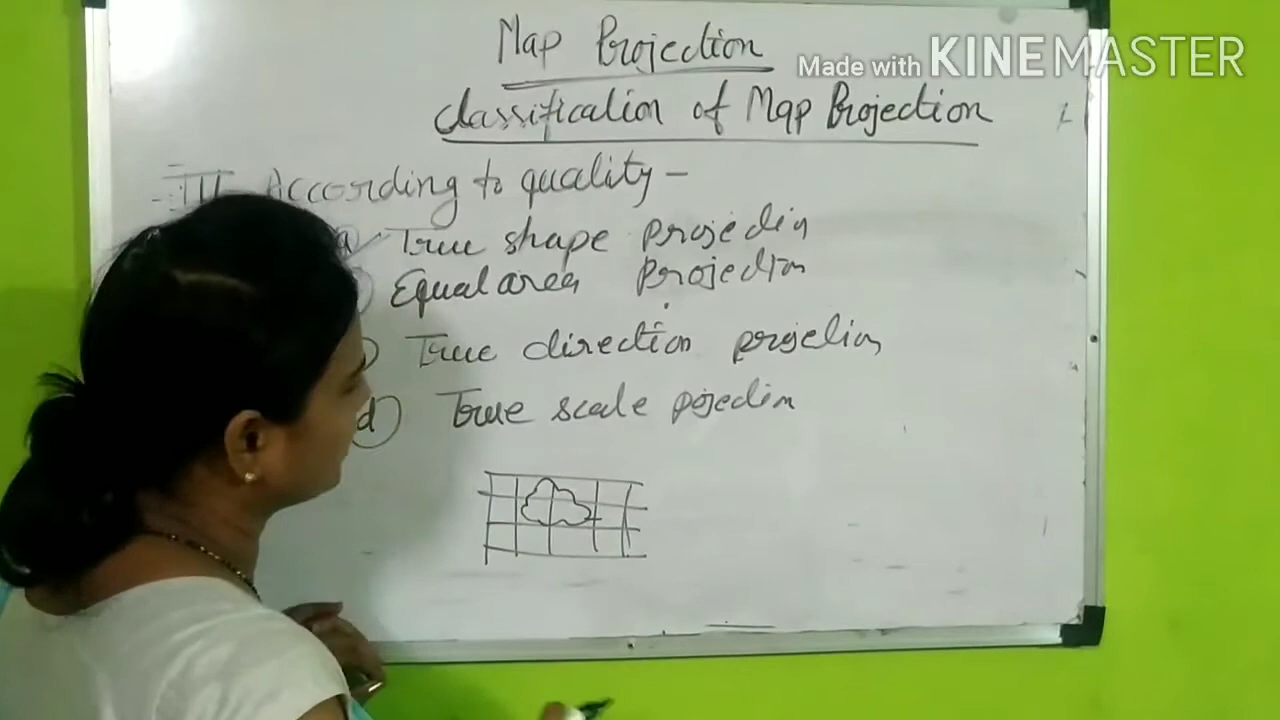 Map Projection
Made with KINEMASTER
classification of Map Projection
III According to quality -
a True shape projection
Equal area projection
True direction projection
d) True scale pojection